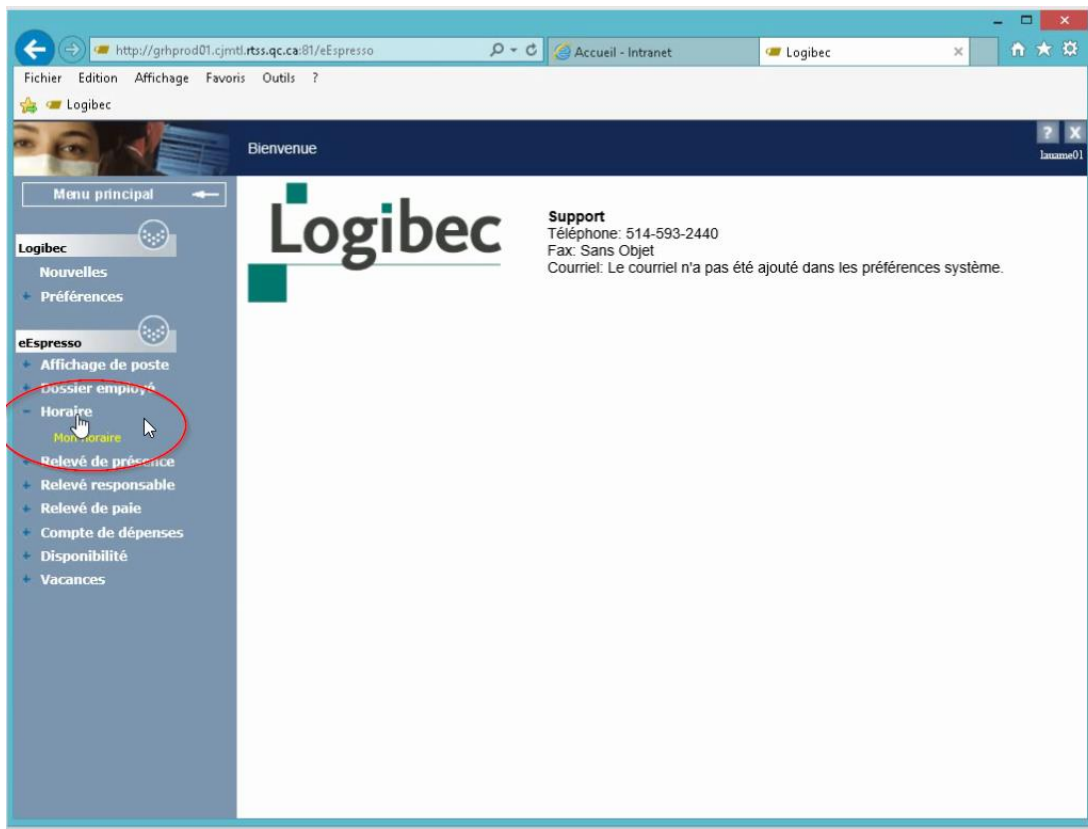 http://grhprod01.cjmtl.rtss.qc.ca:81/eEspresso
Accueil - Intranet
Logibec
Fichier Edition Affichage Favoris Outils ?
Logibec
Bienvenue
? X
lauame01
Menu principal
Logibec
Nouvelles
+ Préférences
eEspresso
+ Affichage de poste
+ Dossier employé
- Horaire
Mon horaire
+ Relevé de présence
+ Relevé responsable
+ Relevé de paie
+ Compte de dépenses
+ Disponibilité
+ Vacances
Logibec
Support
Téléphone: 514-593-2440
Fax: Sans Objet
Courriel: Le courriel n'a pas été ajouté dans les préférences système.